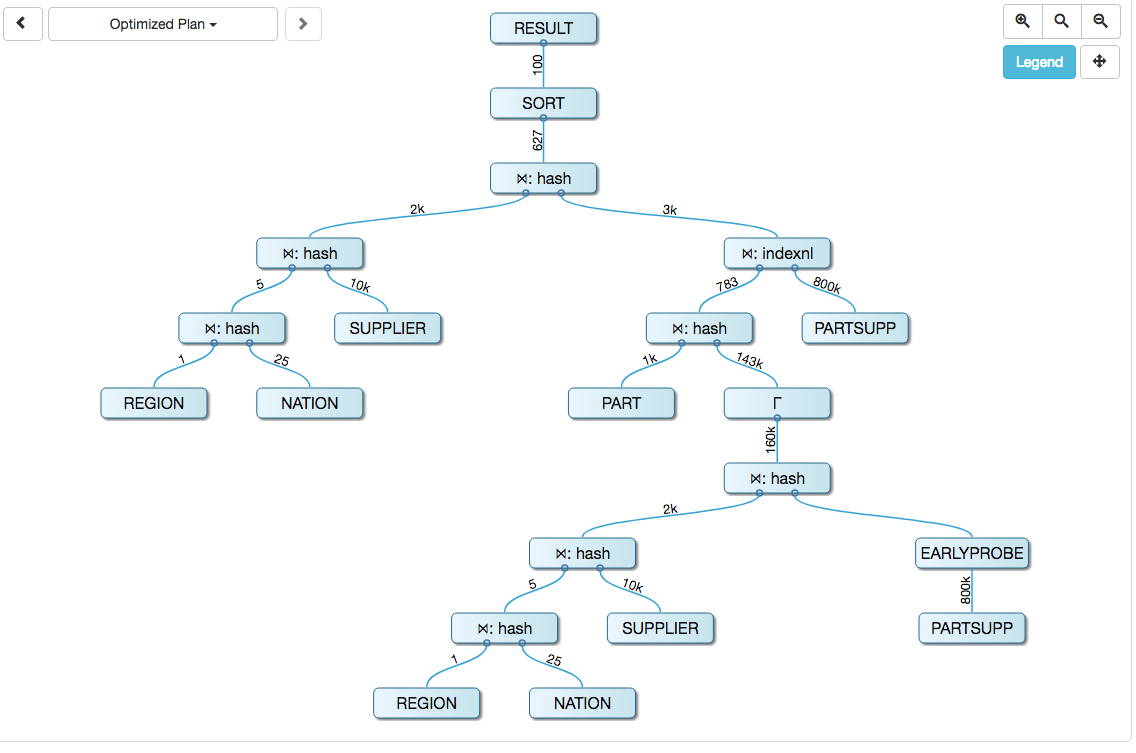 Optimized Plan
Legend
RESULT
100
SORT
627
⋈: hash
2k
3k
⋈: hash
⋈: indexnl
5
10k
783
800k
⋈: hash
SUPPLIER
⋈: hash
PARTSUPP
1
25
1k
143k
REGION
NATION
PART
Γ
160k
⋈: hash
2k
⋈: hash
EARLYPROBE
5
10k
800k
⋈: hash
SUPPLIER
PARTSUPP
1
25
REGION
NATION